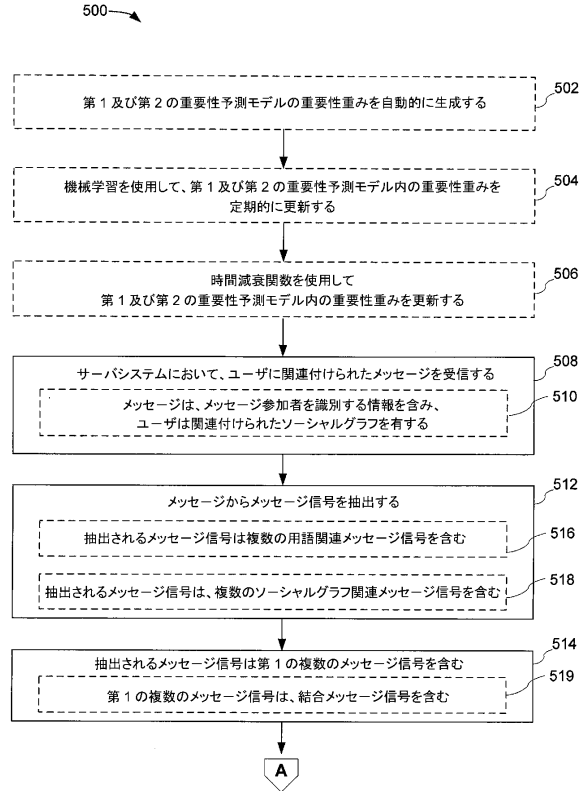 500
第1及び第2の重要性予測モデルの重要性重みを自動的に生成する
502
機械学習を使用して、第1及び第2の重要性予測モデル内の重要性重みを
定期的に更新する
504
時間減衰関数を使用して
第1及び第2の重要性予測モデル内の重要性重みを更新する
506
サーバシステムにおいて、ユーザに関連付けられたメッセージを受信する
508
メッセージは、メッセージ参加者を識別する情報を含み、
ユーザは関連付けられたソーシャルグラフを有する
510
メッセージからメッセージ信号を抽出する
512
抽出されるメッセージ信号は複数の用語関連メッセージ信号を含む
516
抽出されるメッセージ信号は、複数のソーシャルグラフ関連メッセージ信号を含む
518
抽出されるメッセージ信号は第1の複数のメッセージ信号を含む
514
第1の複数のメッセージ信号は、結合メッセージ信号を含む
519
A